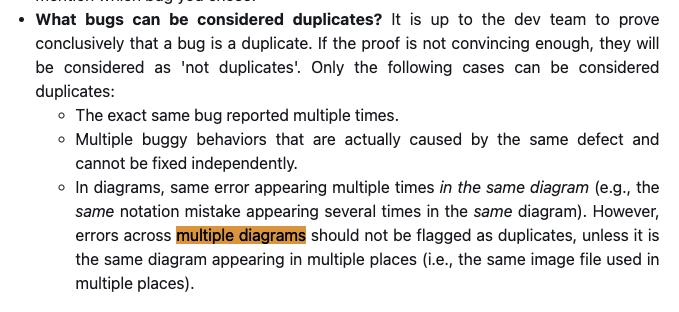 What bugs can be considered duplicates? It is up to the dev team to prove
conclusively that a bug is a duplicate. If the proof is not convincing enough, they will
be considered as 'not duplicates'. Only the following cases can be considered
duplicates:
The exact same bug reported multiple times.
Multiple buggy behaviors that are actually caused by the same defect and
cannot be fixed independently.
In diagrams, same error appearing multiple times in the same diagram (e.g., the
same notation mistake appearing several times in the same diagram). However,
errors across multiple diagrams should not be flagged as duplicates, unless it is
the same diagram appearing in multiple places (i.e., the same image file used in
multiple places).